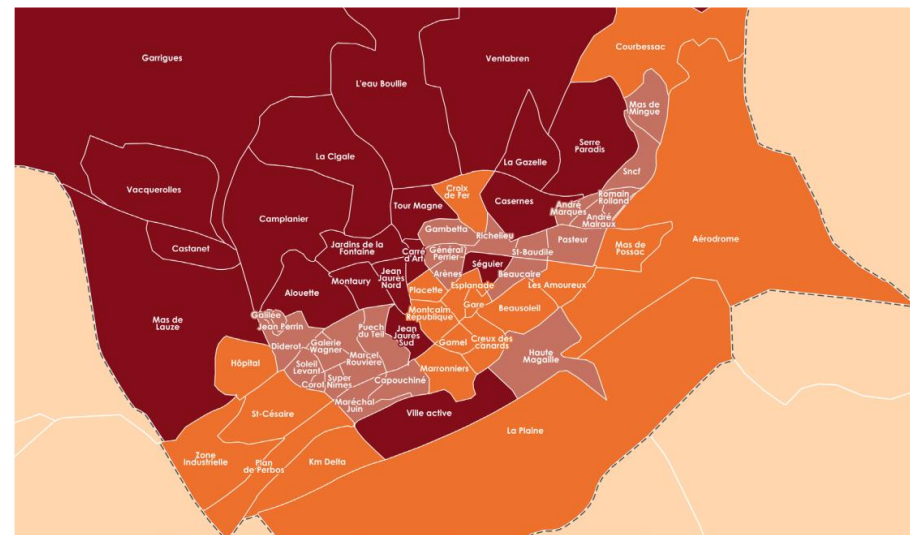 Courbessac
Garrigues
Ventabren
L'eau Bouillie
Mas de
Mingue
Serre
Paradis
La Cigale
La Gazelle
Sncf
Vacquerolles
Croix
de Fer
Romain
Rolland
Tour Magne
Casernes
André
Marquès
Camplanier
André
Malraux
Gambetta
Richelieu
Aérodrome
Castanet
Jardins de la
Fontaine
Carré
d'Art
Général
Perrier
St-Baudile
Pasteur
Mas de
Possac
Séguier
Arènes
Beaucaire
Jean
Jaurès
Nord
Montaury
Alouette
Placette
Esplanade
Les Amoureux
Gare
Beausoleil
Mas de
Lauze
Galilée
Jean Perrin
Montcalm
République
Puech
du Teil
Jean
Jaurès
Sud
Diderot
Galerie
Wagner
Gamel
Creux des
canards
Haute
Magaille
Marcel
Rouvière
Hôpital
Soleil
Levant
Marronniers
Corot
Super
Nîmes
Capouchiné
Maréchal
Juin
St-Césaire
Ville active
La Plaine
Zone
Industrielle
Plan
de Perbos
Km Delta